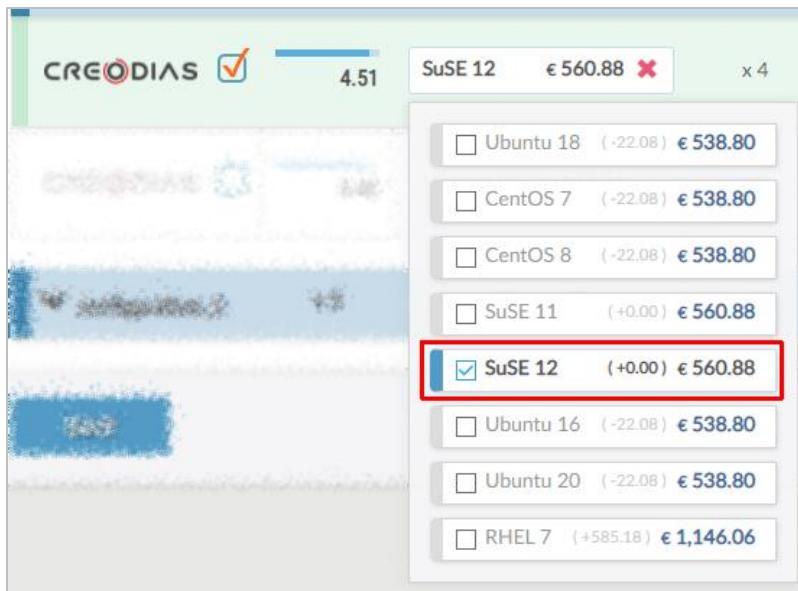 CREODIAS 4.51 SuSE 12 € 560.88 x 4
Ubuntu 18 (-22.08) € 538.80
CentOS 7 (-22.08) € 538.80
CentOS 8 (-22.08) € 538.80
SuSE 11 (+0.00) € 560.88
SuSE 12 (+0.00) € 560.88
Ubuntu 16 (-22.08) € 538.80
Ubuntu 20 (-22.08) € 538.80
RHEL 7 (+585.18) € 1,146.06